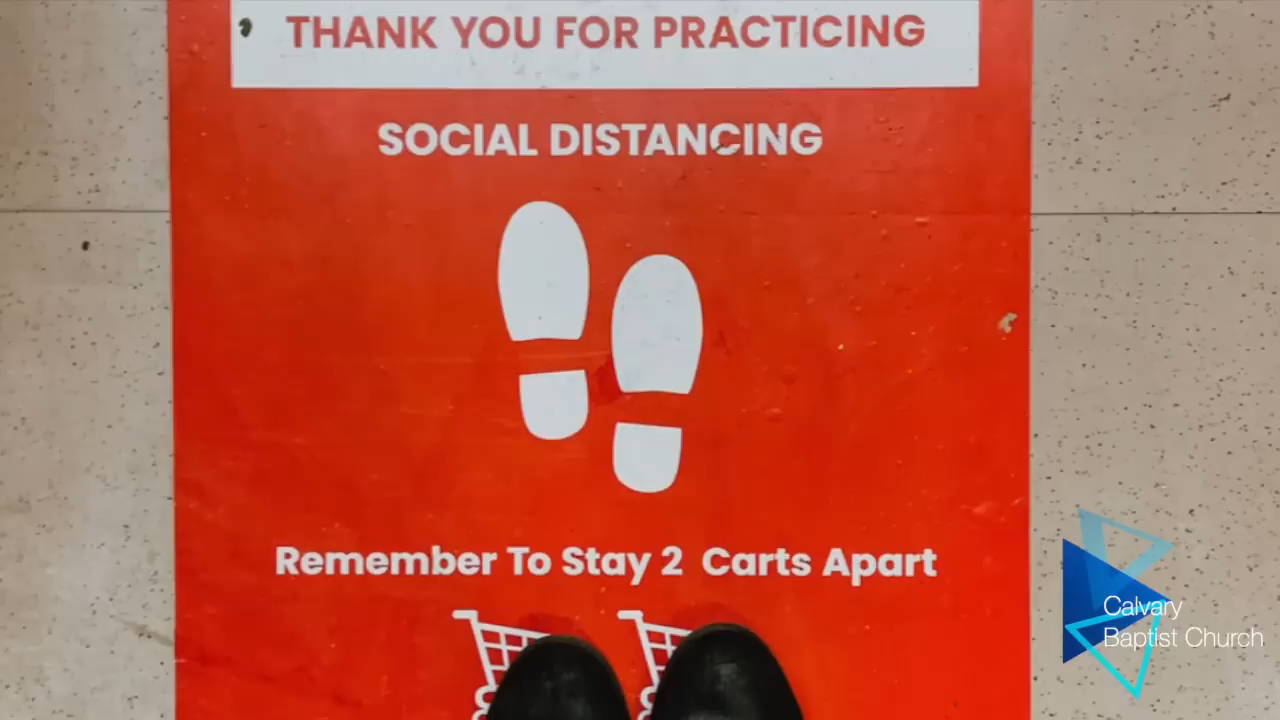 THANK YOU FOR PRACTICING
SOCIAL DISTANCING
Remember To Stay 2 Carts Apart
Calvary
Baptist Church